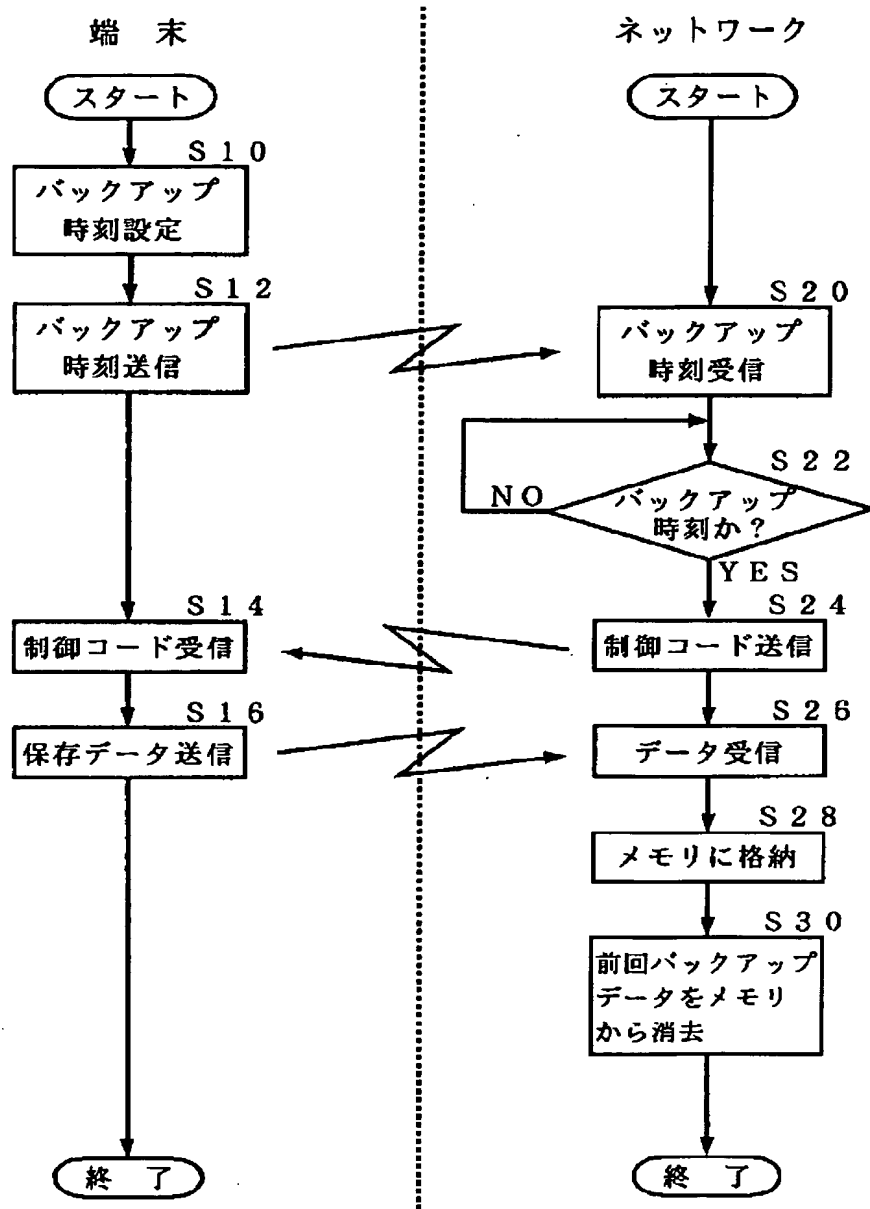 端 末
スタート
S10
バックアップ
時刻設定
S12
バックアップ
時刻送信
S14
制御コード受信
S16
保存データ送信
終 了
ネットワーク
スタート
S20
バックアップ
時刻受信
S22
バックアップ
時刻か？
NO
YES
S24
制御コード送信
S26
データ受信
S28
メモリに格納
S30
前回バックアップ
データをメモリ
から消去
終 了